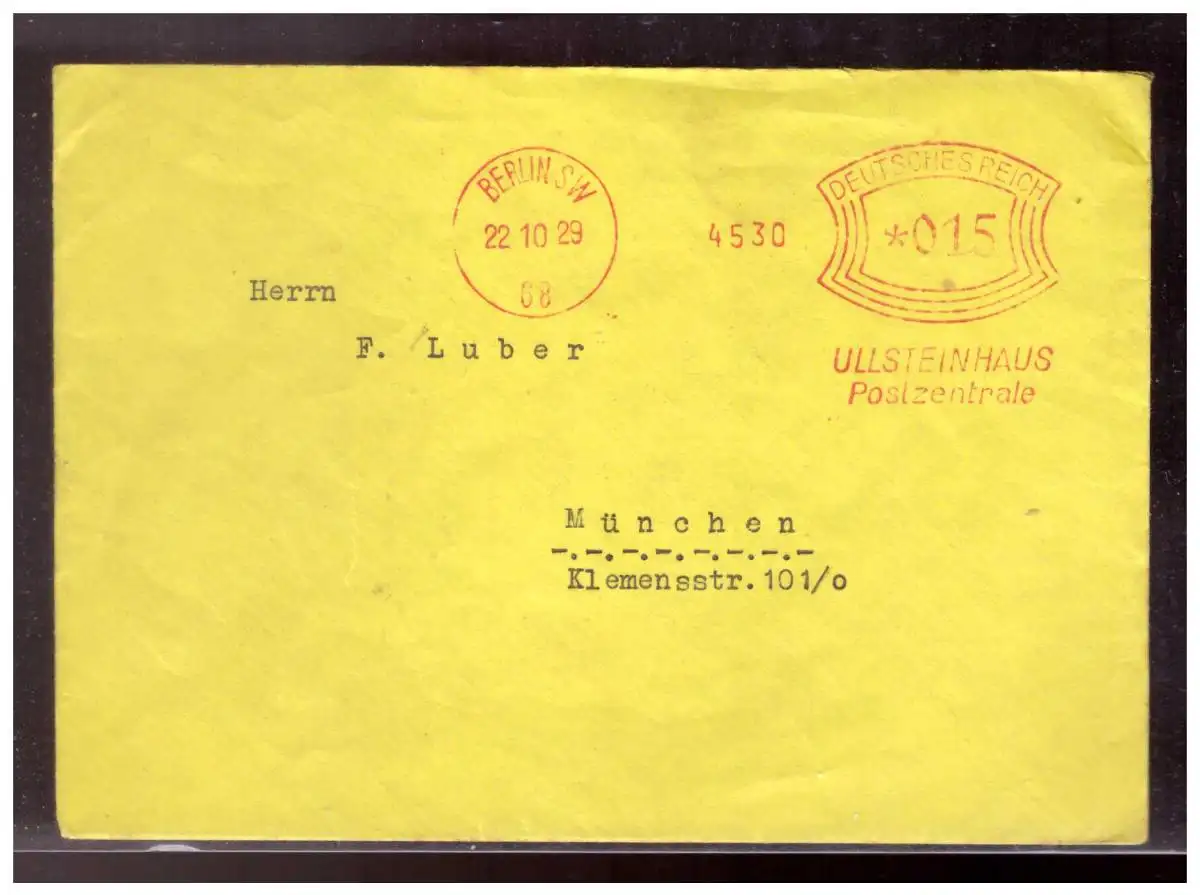 BERLIN SW
22 10 29
68
4530
DEUTSCHES REICH
*015
ULLSTEINHAUS
Postzentrale
Herrn
F. Luber
München
-.-.-.-.-.-.-.-
Klemensstr.101/o